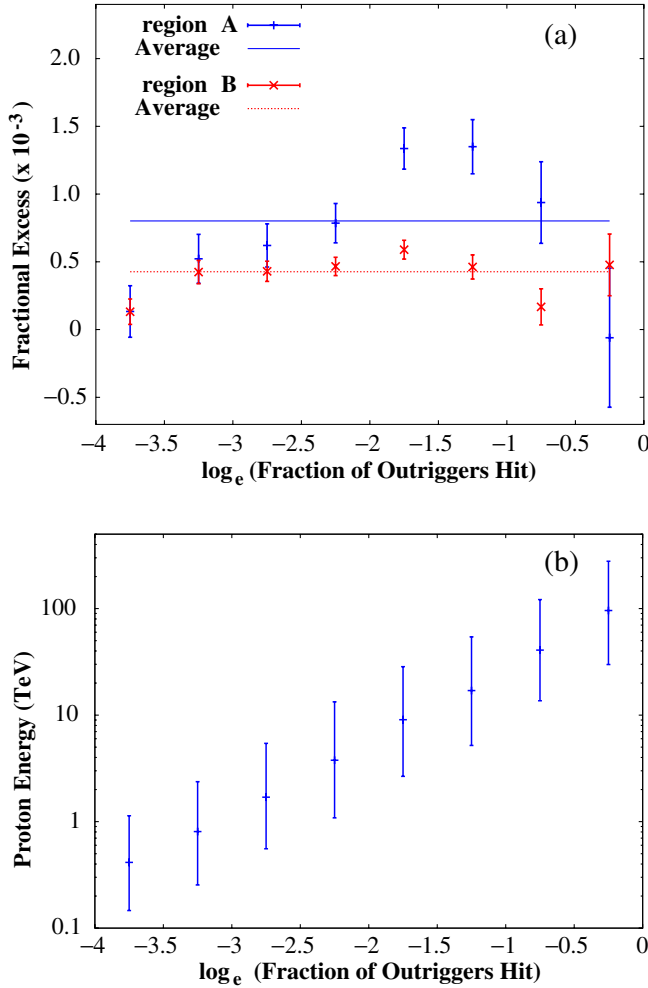 (a)
region A
Average
region B
Average
Fractional Excess (x 10⁻³)
2.0
1.5
1.0
0.5
0
−0.5
−4 −3.5 −3 −2.5 −2 −1.5 −1 −0.5 0
log e (Fraction of Outriggers Hit)
(b)
Proton Energy (TeV)
100
10
1
0.1
−4 −3.5 −3 −2.5 −2 −1.5 −1 −0.5 0
log e (Fraction of Outriggers Hit)